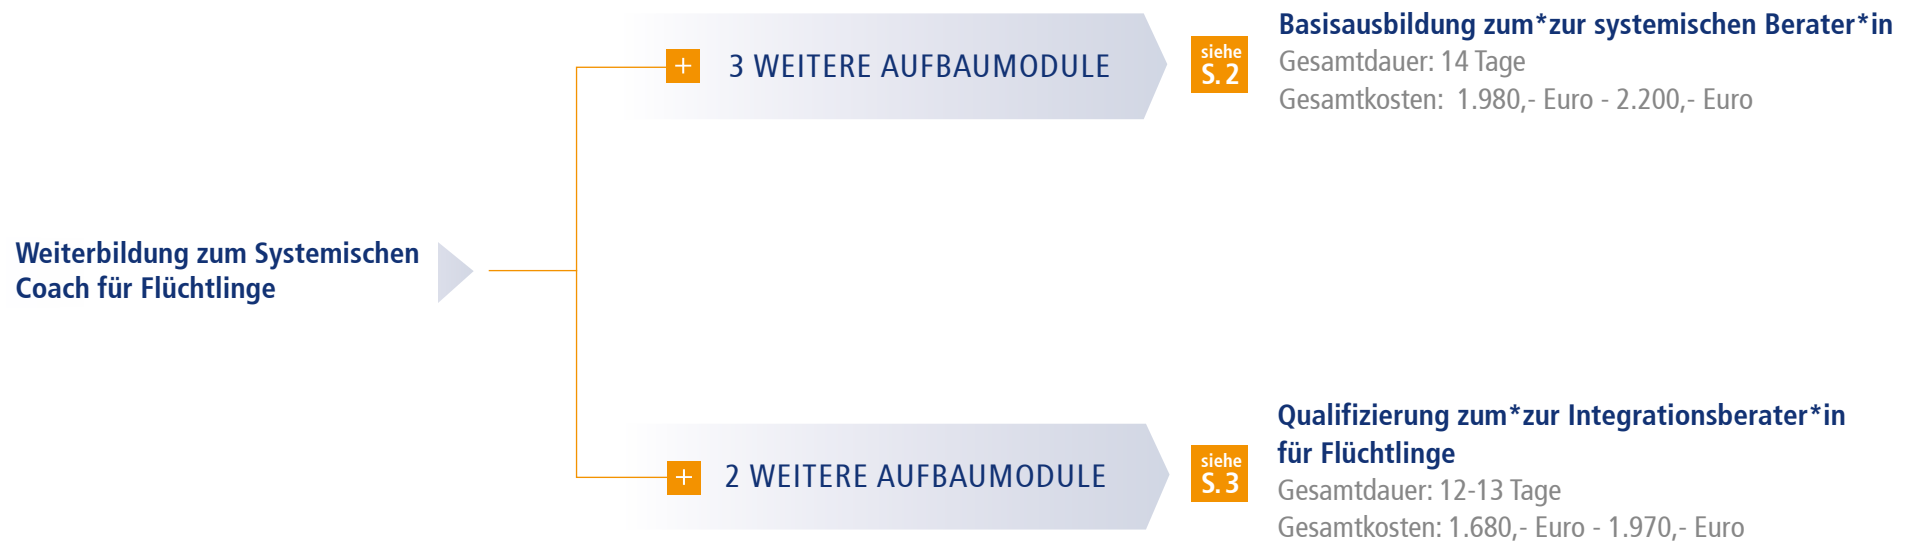 Weiterbildung zum Systemischen
Coach für Flüchtlinge
+
3 WEITERE AUFBAUMODULE
siehe
S. 2
Basisausbildung zum*zur systemischen Berater*in
Gesamtdauer: 14 Tage
Gesamtkosten: 1.980,- Euro - 2.200,- Euro
+
2 WEITERE AUFBAUMODULE
siehe
S. 3
Qualifizierung zum*zur Integrationsberater*in
für Flüchtlinge
Gesamtdauer: 12-13 Tage
Gesamtkosten: 1.680,- Euro - 1.970,- Euro